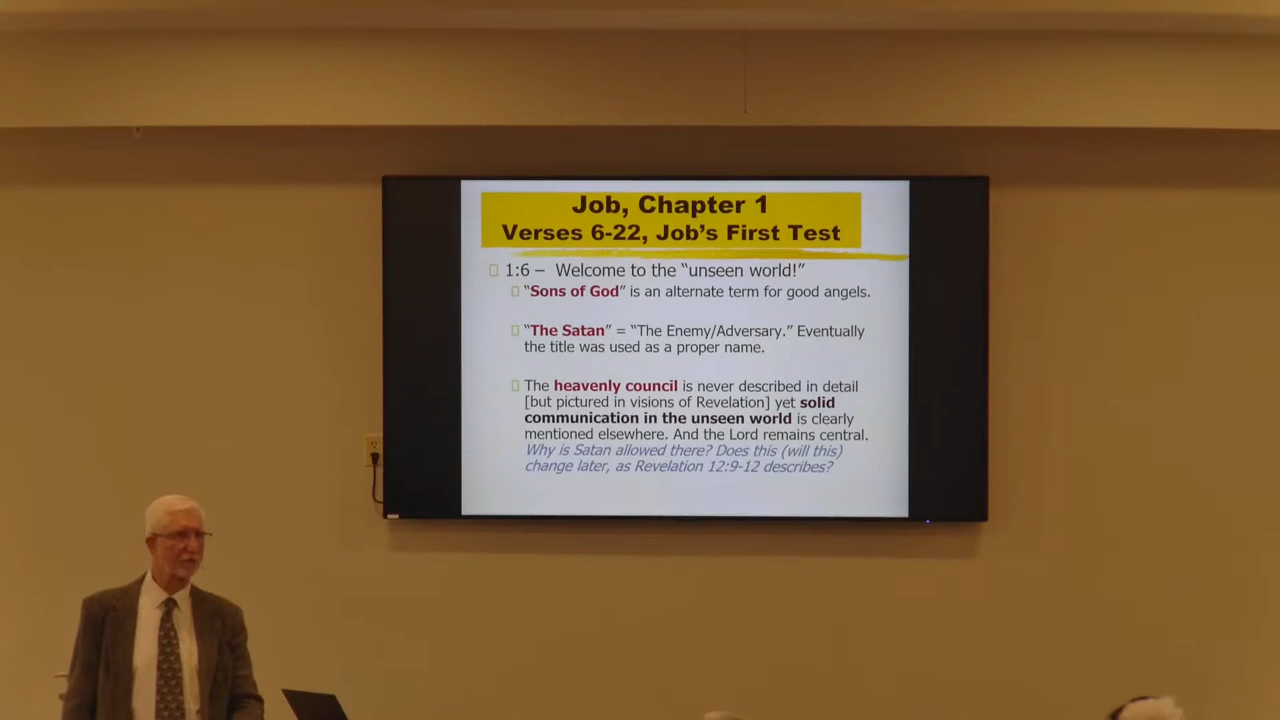 Job, Chapter 1
Verses 6-22, Job's First Test
1:6 – Welcome to the "unseen world!"
"Sons of God" is an alternate term for good angels.
"The Satan" = "The Enemy/Adversary." Eventually
the title was used as a proper name.
The heavenly council is never described in detail
[but pictured in visions of Revelation] yet solid
communication in the unseen world is clearly
mentioned elsewhere. And the Lord remains central.
Why is Satan allowed there? Does this (will this)
change later, as Revelation 12:9-12 describes?